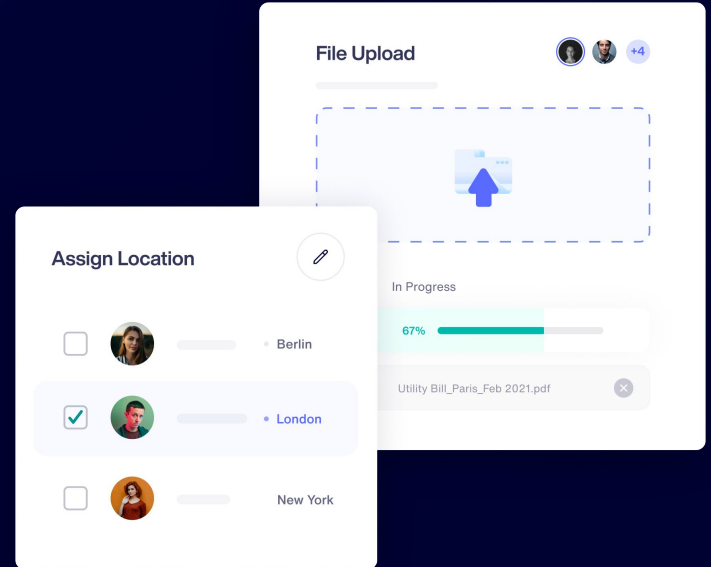 File Upload
+4
In Progress
67%
Utility Bill_Paris_Feb 2021.pdf
Assign Location
Berlin
London
New York